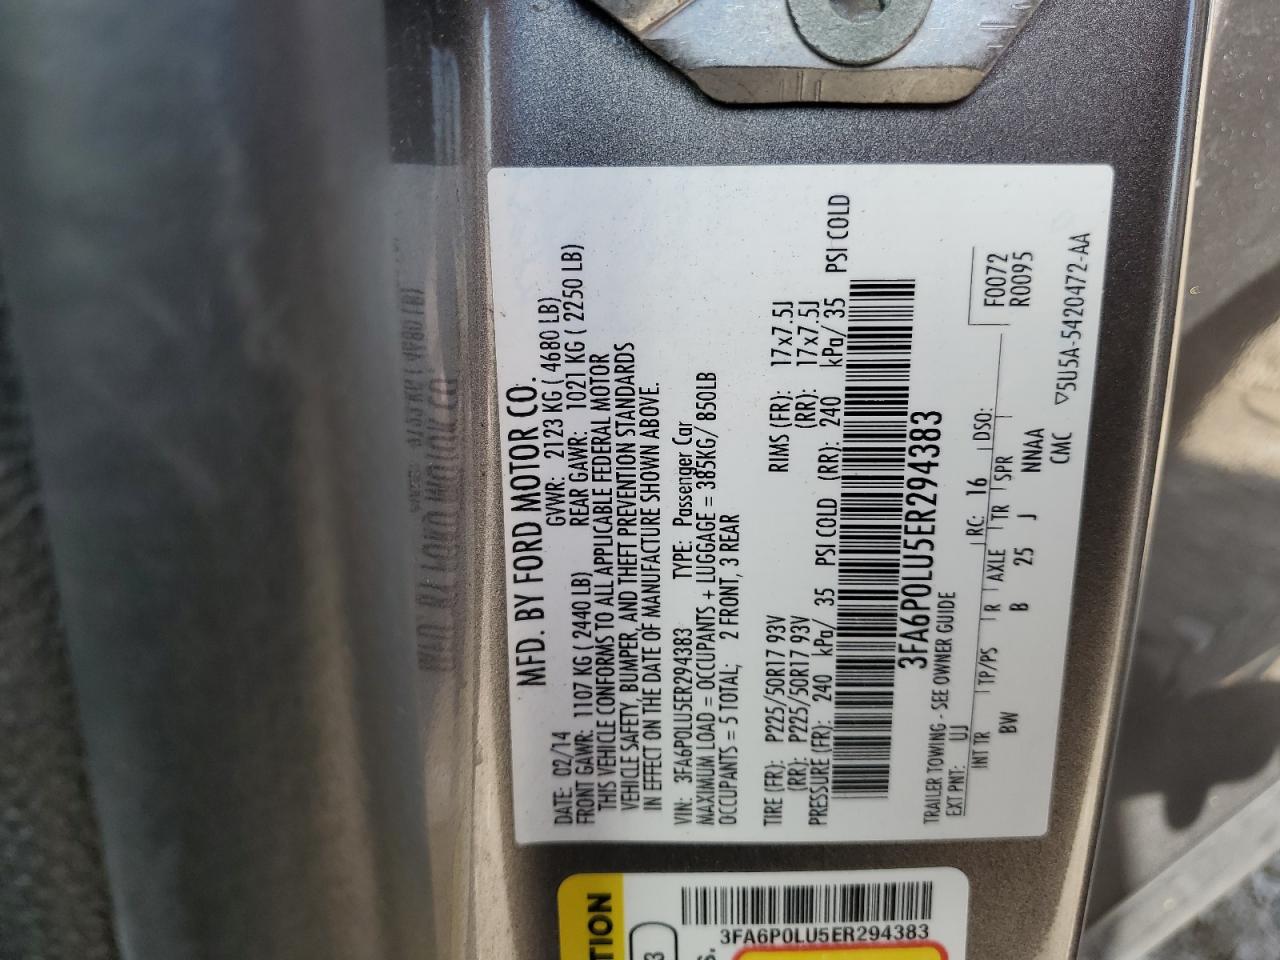 MFD. BY FORD MOTOR CO.
DATE: 02/14 GVWR: 2123 KG ( 4680 LB)
FRONT GAWR: 1107 KG ( 2440 LB) REAR GAWR: 1021 KG ( 2250 LB)
THIS VEHICLE CONFORMS TO ALL APPLICABLE FEDERAL MOTOR
VEHICLE SAFETY, BUMPER, AND THEFT PREVENTION STANDARDS
IN EFFECT ON THE DATE OF MANUFACTURE SHOWN ABOVE.
VIN: 3FA6P0LU5ER294383 TYPE: Passenger Car
MAXIMUM LOAD = OCCUPANTS + LUGGAGE = 385KG/ 850LB
OCCUPANTS = 5 TOTAL; 2 FRONT, 3 REAR
TIRE (FR): P225/50R17 93V RIMS (FR): 17x7.5J
(RR): P225/50R17 93V (RR): 17x7.5J
PRESSURE (FR): 240 kPa/ 35 PSI COLD (RR): 240 kPa/ 35 PSI COLD
3FA6P0LU5ER294383
TRAILER TOWING - SEE OWNER GUIDE F0072
EXT PNT: UJ RC: 16 DSO: R0095
INT TR TP/PS R AXLE TR SPR
BW B 25 J NNAA
CMC ▽5U5A-5420472-AA
TION
3FA6P0LU5ER294383
3
S.